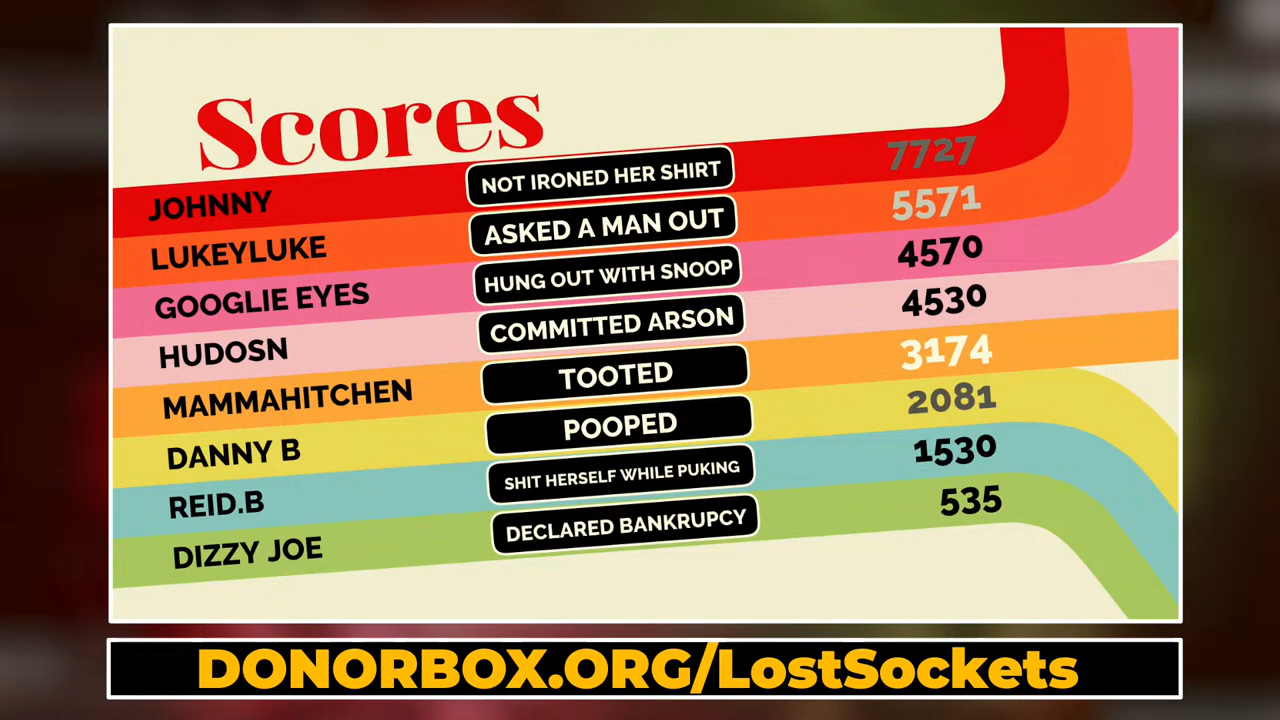 Scores
JOHNNY NOT IRONED HER SHIRT 7727
LUKEYLUKE ASKED A MAN OUT 5571
GOOGLIE EYES HUNG OUT WITH SNOOP 4570
HUDOSN COMMITTED ARSON 4530
MAMMAHITCHEN TOOTED 3174
DANNY B POOPED 2081
REID.B SHIT HERSELF WHILE PUKING 1530
DIZZY JOE DECLARED BANKRUPCY 535
DONORBOX.ORG/LostSockets